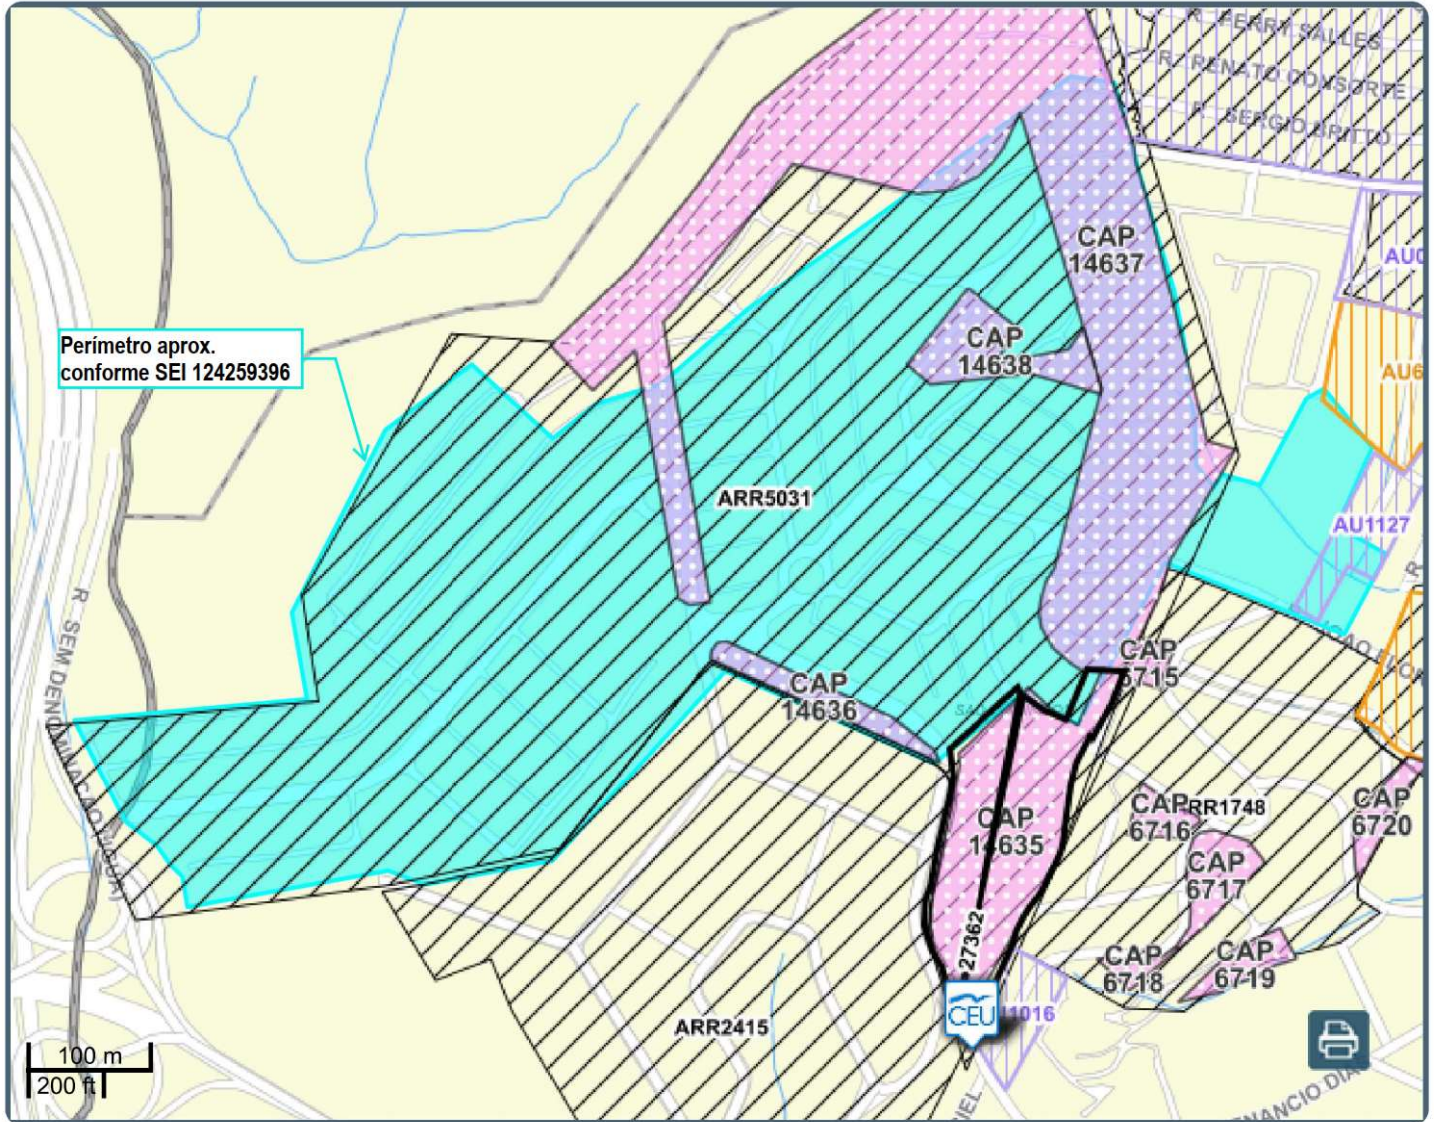 R. FERRY SALLES
R. RENATO CONSORTE
R. SERGIO BRITTO
CAP
14637
Perímetro aprox.
conforme SEI 124259396
CAP
14638
ARR5031
AU1127
R. SEM DENOMINACAO
CAP
6715
CAP
14636
CAP
14635
CAP
6716
RR1748
CAP
6717
CAP
6720
27362
CAP
6718
CAP
6719
CEU
1016
ARR2415
100 m
200 ft